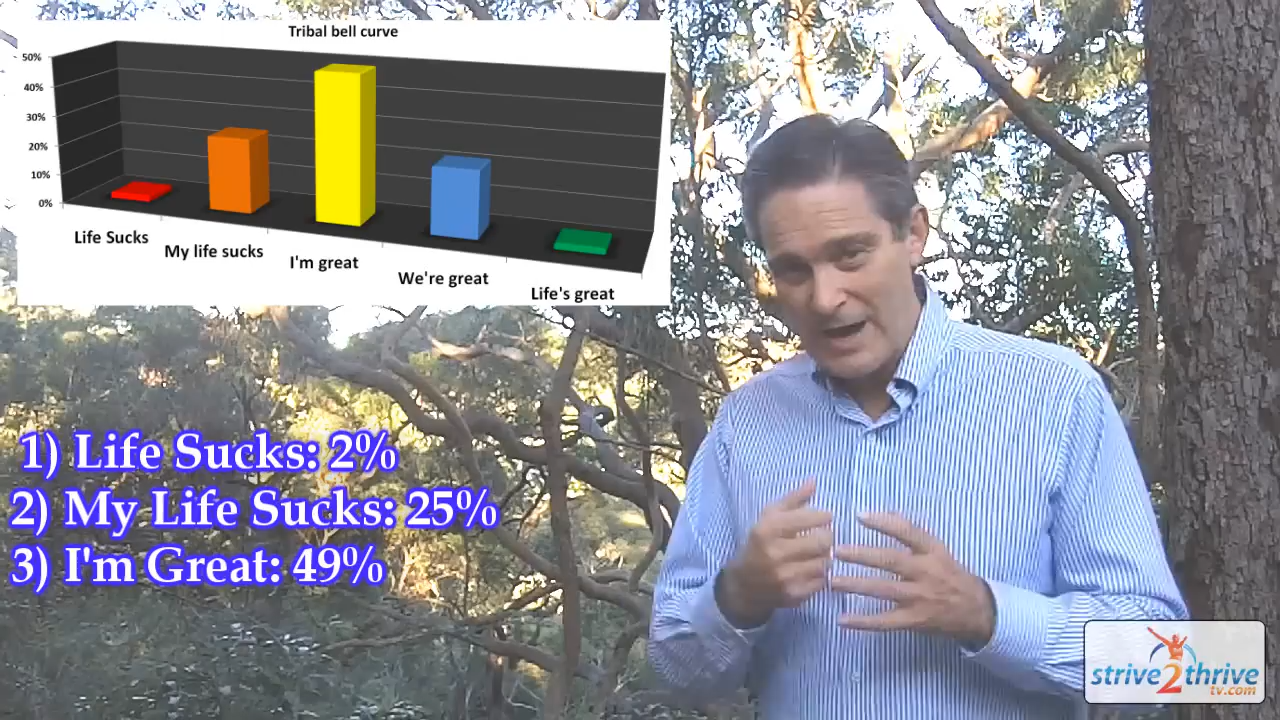 Tribal bell curve
50%
40%
30%
20%
10%
0%
Life Sucks
My life sucks
I'm great
We're great
Life's great
1) Life Sucks: 2%
2) My Life Sucks: 25%
3) I'm Great: 49%
strive2thrive
tv.com